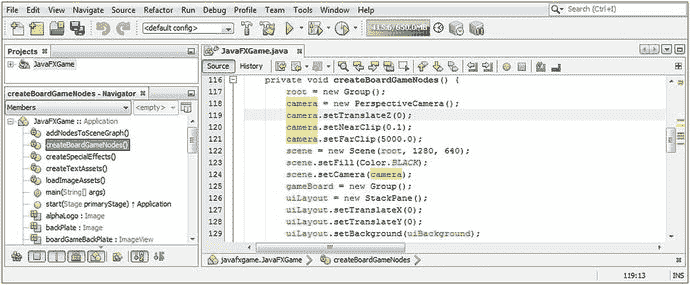 File Edit View Navigate Source Refactor Run Debug Profile Team Tools Window Help
Search (Ctrl+I)
<default config>
Projects
JavaFXGame
createBoardGameNodes() - Navigator
Members
<empty>
JavaFXGame :: Application
addNodesToSceneGraph()
createBoardGameNodes()
createSpecialEffects()
createTextAssets()
loadImageAssets()
main(String[] args)
start(Stage primaryStage) ↑ Application
alphaLogo : Image
backPlate : Image
boardGameBackPlate : ImageView
JavaFXGame.java
Source History
116 private void createBoardGameNodes() {
117 root = new Group();
118 camera = new PerspectiveCamera();
119 camera.setTranslateZ(0);
120 camera.setNearClip(0.1);
121 camera.setFarClip(5000.0);
122 scene = new Scene(root, 1280, 640);
123 scene.setFill(Color.BLACK);
124 scene.setCamera(camera);
125 gameBoard = new Group();
126 uiLayout = new StackPane();
127 uiLayout.setTranslateX(0);
128 uiLayout.setTranslateY(0);
129 uiLayout.setBackground(uiBackground);
javafxgame.JavaFXGame
createBoardGameNodes
119:13
INS